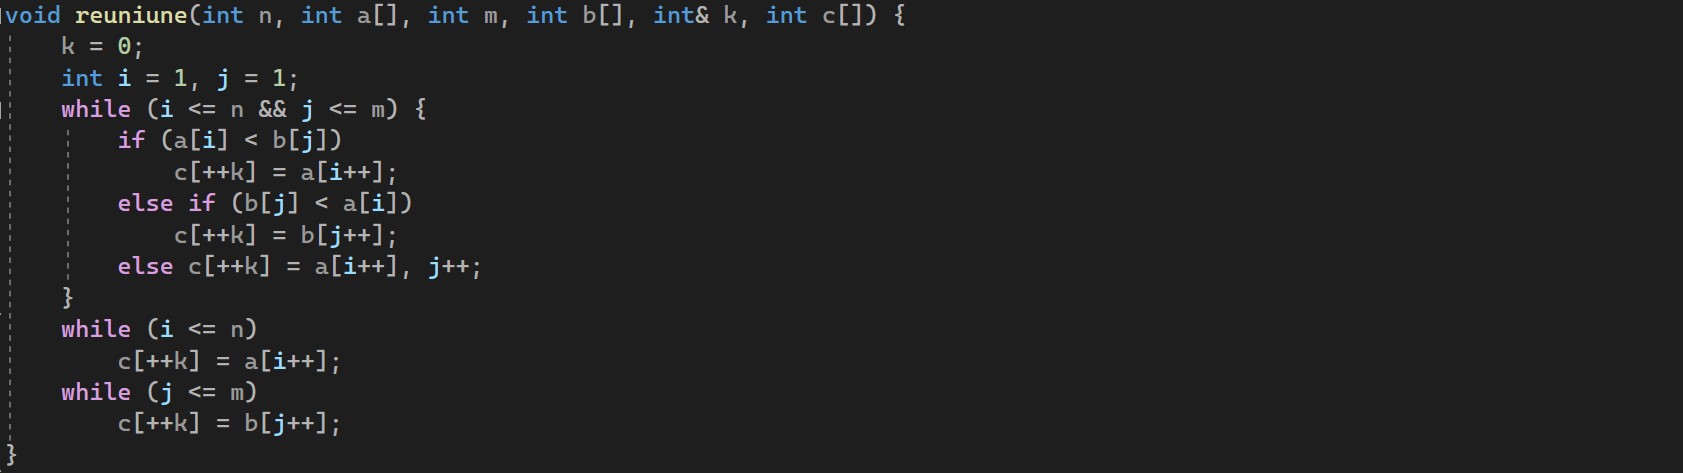 void reuniune(int n, int a[], int m, int b[], int& k, int c[]) {
    k = 0;
    int i = 1, j = 1;
    while (i <= n && j <= m) {
        if (a[i] < b[j])
            c[++k] = a[i++];
        else if (b[j] < a[i])
            c[++k] = b[j++];
        else c[++k] = a[i++], j++;
    }
    while (i <= n)
        c[++k] = a[i++];
    while (j <= m)
        c[++k] = b[j++];
}